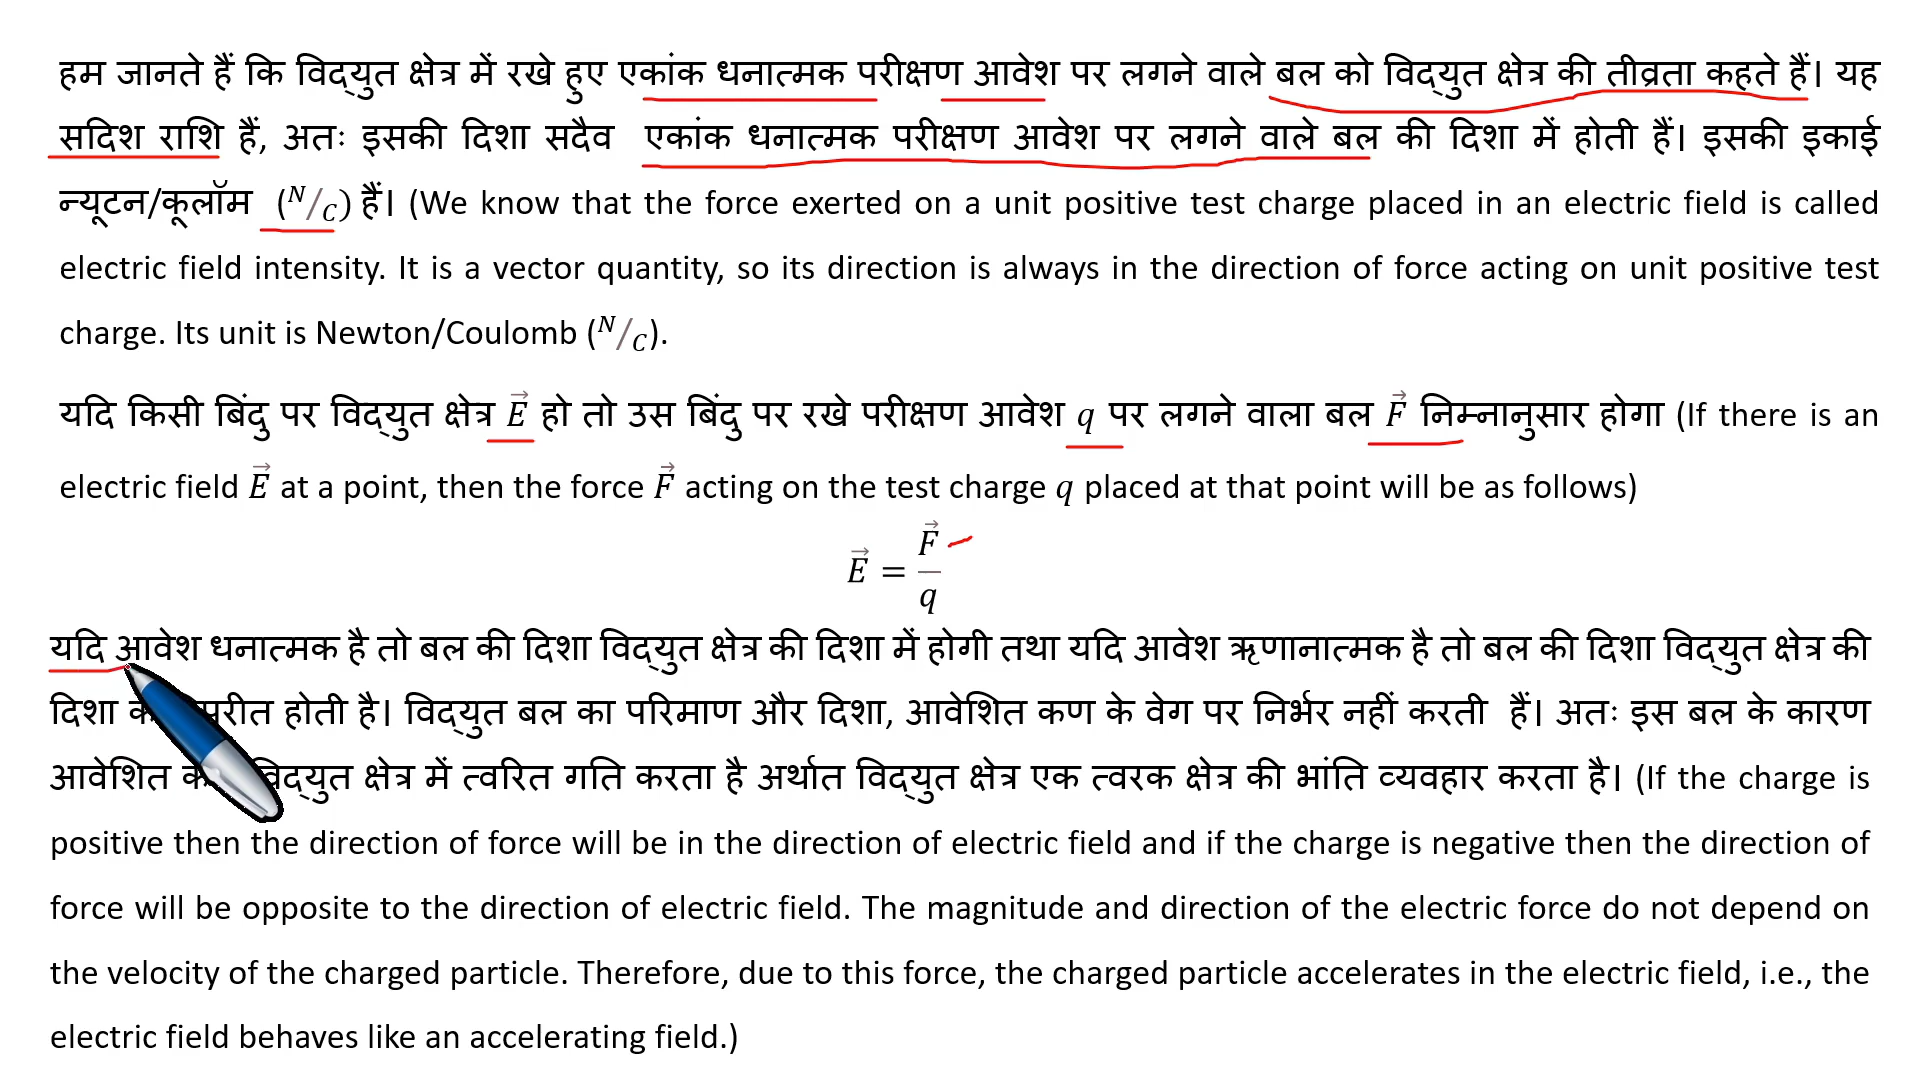 हम जानते हैं कि विद्युत क्षेत्र में रखे हुए एकांक धनात्मक परीक्षण आवेश पर लगने वाले बल को विद्युत क्षेत्र की तीव्रता कहते हैं। यह
सदिश राशि हैं, अतः इसकी दिशा सदैव एकांक धनात्मक परीक्षण आवेश पर लगने वाले बल की दिशा में होती हैं। इसकी इकाई
न्यूटन/कूलॉम (N/C) हैं। (We know that the force exerted on a unit positive test charge placed in an electric field is called
electric field intensity. It is a vector quantity, so its direction is always in the direction of force acting on unit positive test
charge. Its unit is Newton/Coulomb (N/C).
यदि किसी बिंदु पर विद्युत क्षेत्र E⃗ हो तो उस बिंदु पर रखे परीक्षण आवेश q पर लगने वाला बल F⃗ निम्नानुसार होगा (If there is an
electric field E⃗ at a point, then the force F⃗ acting on the test charge q placed at that point will be as follows)
E⃗ = F⃗/q
यदि आवेश धनात्मक है तो बल की दिशा विद्युत क्षेत्र की दिशा में होगी तथा यदि आवेश ऋणानात्मक है तो बल की दिशा विद्युत क्षेत्र की
दिशा होती है। विद्युत बल का परिमाण और दिशा, आवेशित कण के वेग पर निर्भर नहीं करती हैं। अतः इस बल के कारण
आवेशित विद्युत क्षेत्र में त्वरित गति करता है अर्थात विद्युत क्षेत्र एक त्वरक क्षेत्र की भांति व्यवहार करता है। (If the charge is
positive then the direction of force will be in the direction of electric field and if the charge is negative then the direction of
force will be opposite to the direction of electric field. The magnitude and direction of the electric force do not depend on
the velocity of the charged particle. Therefore, due to this force, the charged particle accelerates in the electric field, i.e., the
electric field behaves like an accelerating field.)